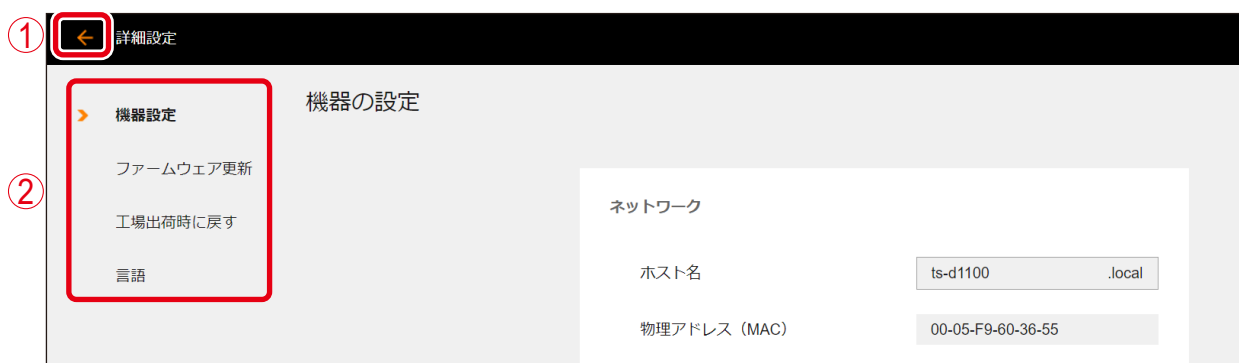 ① ← 詳細設定
機器の設定
機器設定
ファームウェア更新
②
工場出荷時に戻す
言語
ネットワーク
ホスト名 ts-d1100 .local
物理アドレス（MAC） 00-05-F9-60-36-55